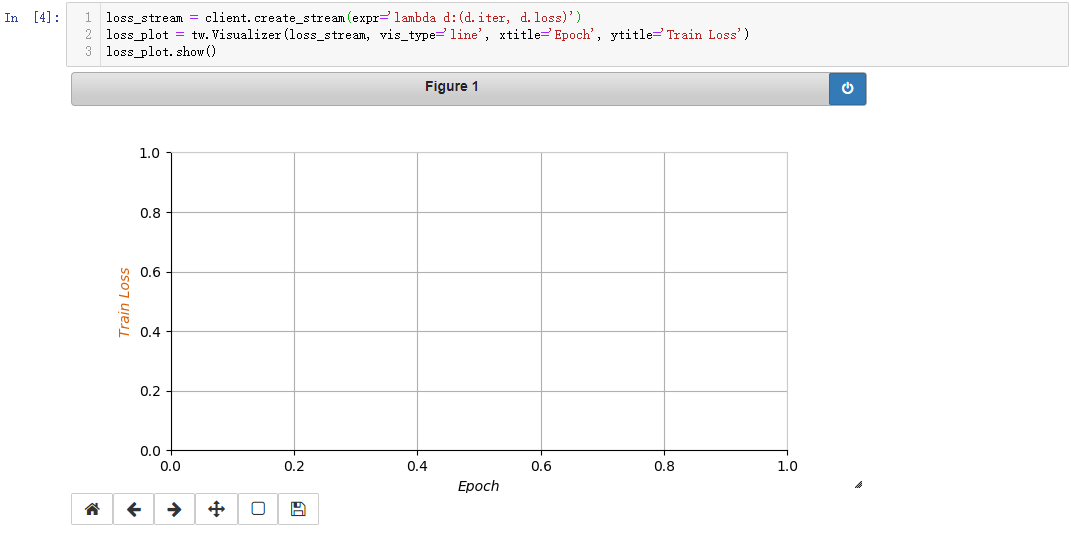 In [4]:
1 loss_stream = client.create_stream(expr='lambda d:(d.iter, d.loss)')
2 loss_plot = tw.Visualizer(loss_stream, vis_type='line', xtitle='Epoch', ytitle='Train Loss')
3 loss_plot.show()
Figure 1
1.0
0.8
0.6
0.4
0.2
0.0
Train Loss
0.0 0.2 0.4 0.6 0.8 1.0
Epoch